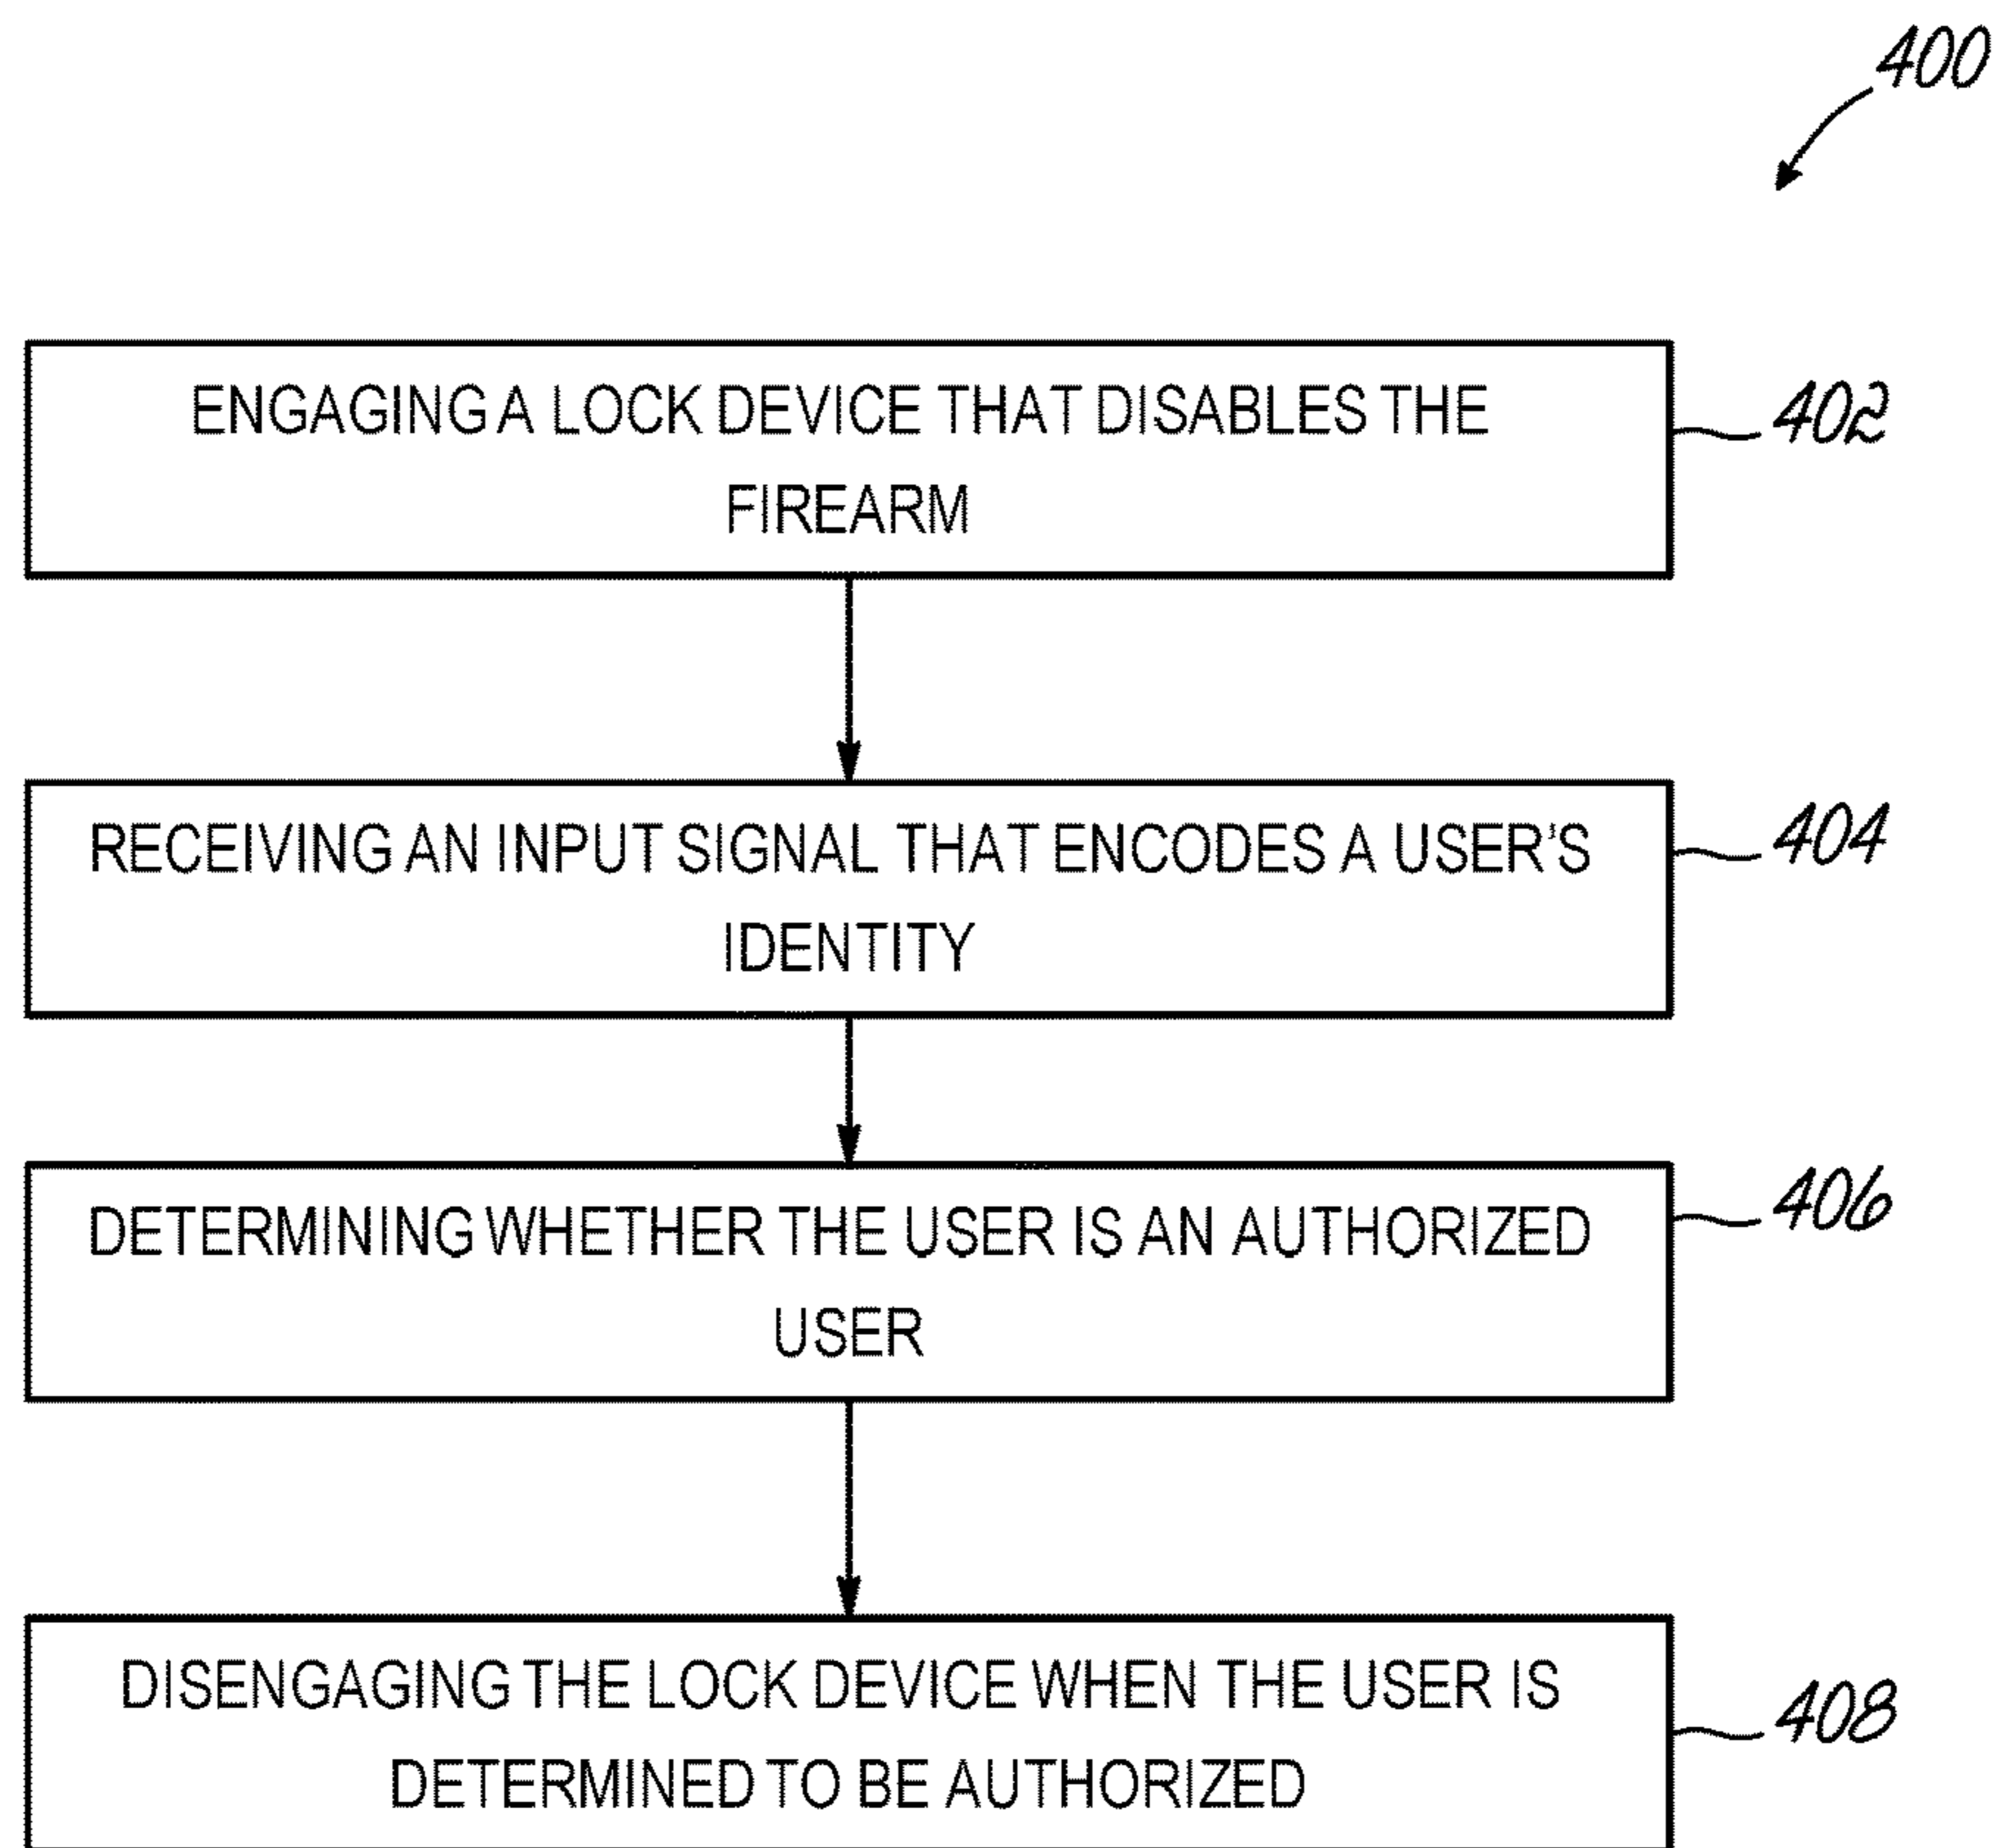 400
ENGAGING A LOCK DEVICE THAT DISABLES THE
FIREARM
402
RECEIVING AN INPUT SIGNAL THAT ENCODES A USER'S
IDENTITY
404
DETERMINING WHETHER THE USER IS AN AUTHORIZED
USER
406
DISENGAGING THE LOCK DEVICE WHEN THE USER IS
DETERMINED TO BE AUTHORIZED
408